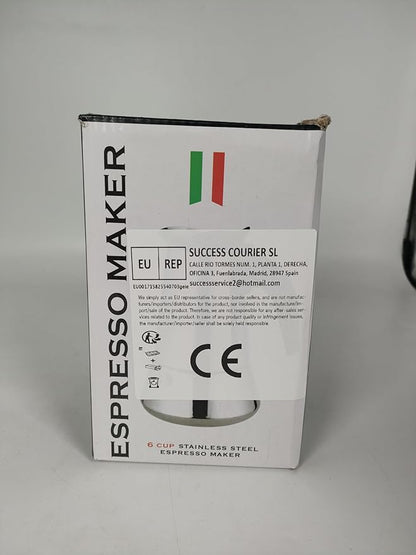 ESPRESSO MAKER
EU REP
SUCCESS COURIER SL
CALLE RIO TORMES NUM. 1, PLANTA 1, DERECHA,
OFICINA 3, Fuenlabrada, Madrid, 28947 Spain
successservice2@hotmail.com
We simply act as EU representative for cross-border sellers, and are not manufac-
turers/importers/distributors for the product, nor involved in the manufacture/im-
port/sale of the product. Therefore, we are not responsible for any after-sales ser-
vices related to the product. In case of any product quality or infringement issues,
the manufacturer/importer/seller shall be solely held responsible.
CE
6 CUP STAINLESS STEEL
ESPRESSO MAKER